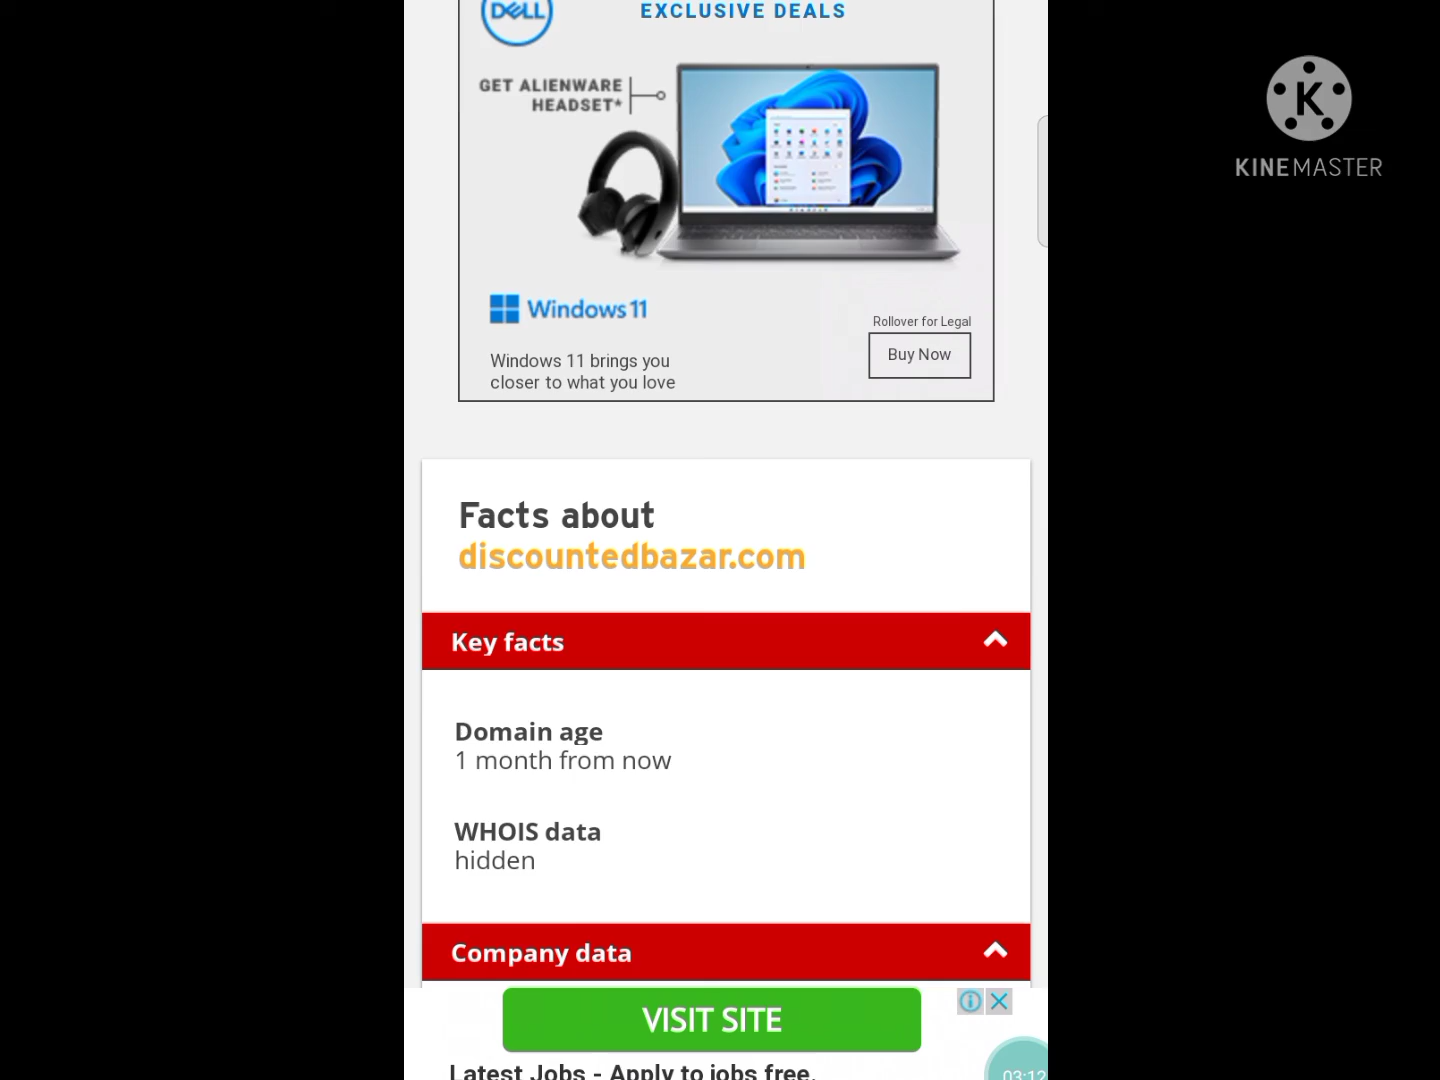 DELL
EXCLUSIVE DEALS
GET ALIENWARE
HEADSET*
Windows 11
Rollover for Legal
Buy Now
Windows 11 brings you
closer to what you love
K
KINEMASTER
Facts about
discountedbazar.com
Key facts
Domain age
1 month from now
WHOIS data
hidden
Company data
VISIT SITE
Latest Jobs - Apply to jobs free.
03:12